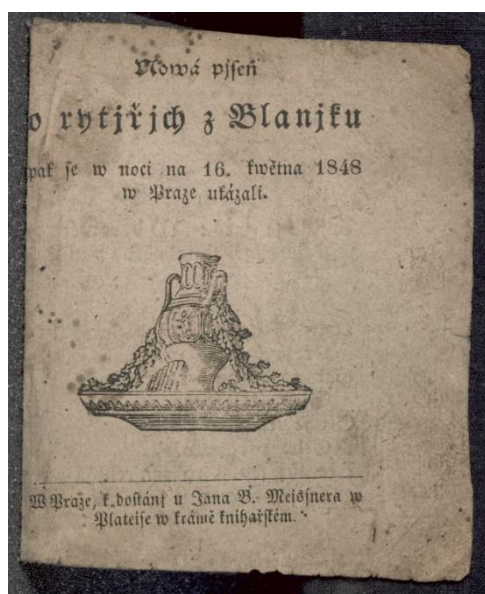 Nowá pjseň
o rytjřjch z Blanjku
pak se w noci na 16. kwětna 1848
w Praze ukázali.
W Praze, k dostánj u Jana B. Meissnera w
Plateise w krámě knihařském.